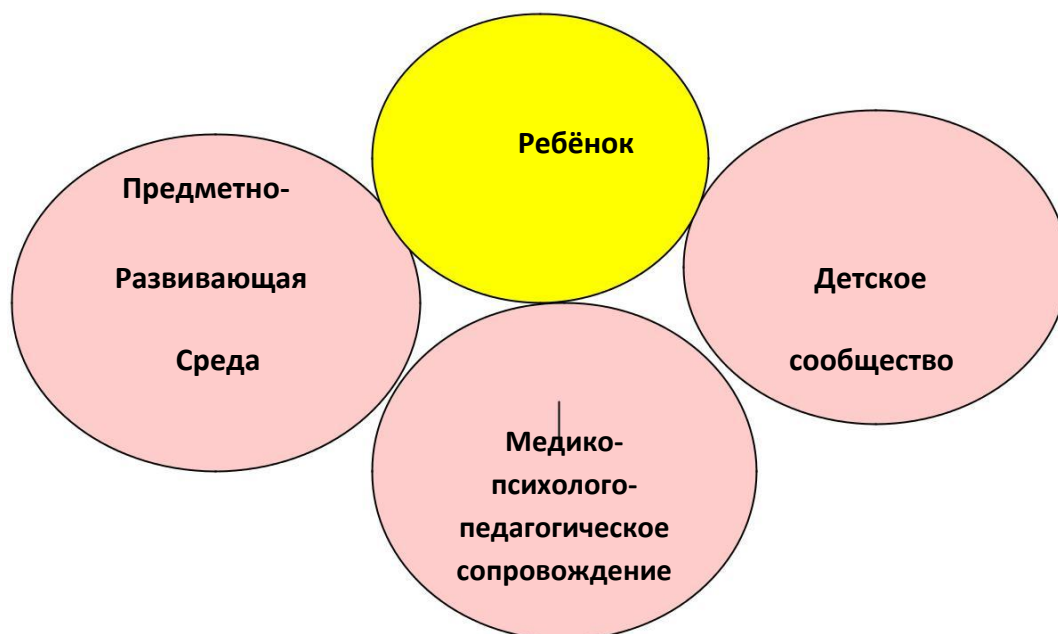 Ребёнок
Предметно-
Развивающая
Среда
Детское
сообщество
Медико-
психолого-
педагогическое
сопровождение